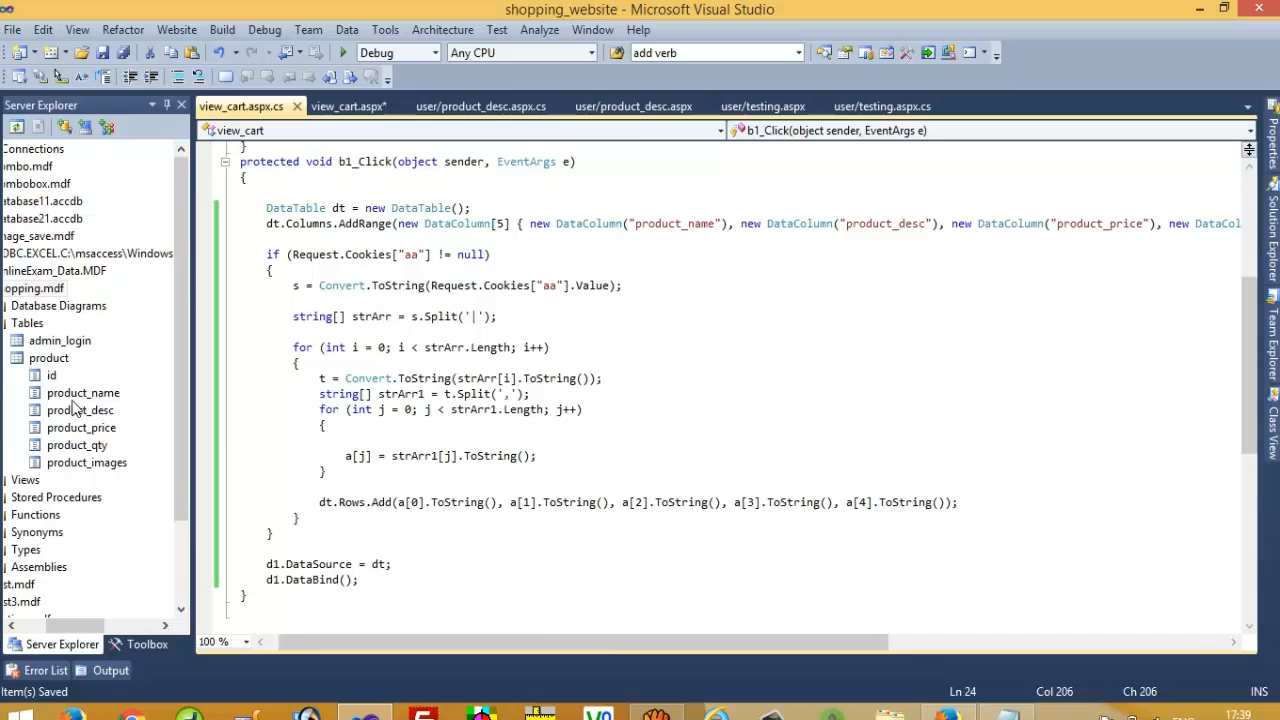 shopping_website - Microsoft Visual Studio
File Edit View Refactor Website Build Debug Team Data Tools Architecture Test Analyze Window Help
Debug Any CPU add verb
Server Explorer
view_cart.aspx.cs view_cart.aspx* user/product_desc.aspx.cs user/product_desc.aspx user/testing.aspx user/testing.aspx.cs
view_cart b1_Click(object sender, EventArgs e)
Connections
ombo.mdf
ombobox.mdf
atabase11.accdb
atabase21.accdb
nage_save.mdf
DBC.EXCEL.C:\msaccess\Windows
nlineExam_Data.MDF
opping.mdf
Database Diagrams
Tables
admin_login
product
id
product_name
product_desc
product_price
product_qty
product_images
Views
Stored Procedures
Functions
Synonyms
Types
Assemblies
st.mdf
st3.mdf
}
protected void b1_Click(object sender, EventArgs e)
{
DataTable dt = new DataTable();
dt.Columns.AddRange(new DataColumn[5] { new DataColumn("product_name"), new DataColumn("product_desc"), new DataColumn("product_price"), new DataCol
if (Request.Cookies["aa"] != null)
{
s = Convert.ToString(Request.Cookies["aa"].Value);
string[] strArr = s.Split('|');
for (int i = 0; i < strArr.Length; i++)
{
t = Convert.ToString(strArr[i].ToString());
string[] strArr1 = t.Split(',');
for (int j = 0; j < strArr1.Length; j++)
{
a[j] = strArr1[j].ToString();
}
dt.Rows.Add(a[0].ToString(), a[1].ToString(), a[2].ToString(), a[3].ToString(), a[4].ToString());
}
}
d1.DataSource = dt;
d1.DataBind();
}
100 %
Properties
Solution Explorer
Team Explorer
Class View
Server Explorer Toolbox
Error List Output
Item(s) Saved Ln 24 Col 206 Ch 206 INS
17:39